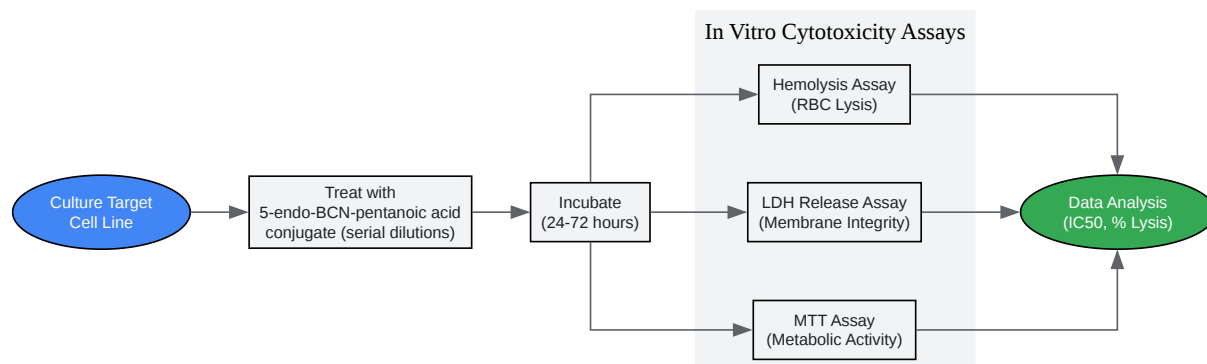 In Vitro Cytotoxicity Assays
Culture Target
Cell Line
Treat with
5-endo-BCN-pentanoic acid
conjugate (serial dilutions)
Incubate
(24-72 hours)
Hemolysis Assay
(RBC Lysis)
LDH Release Assay
(Membrane Integrity)
MTT Assay
(Metabolic Activity)
Data Analysis
(IC50, % Lysis)